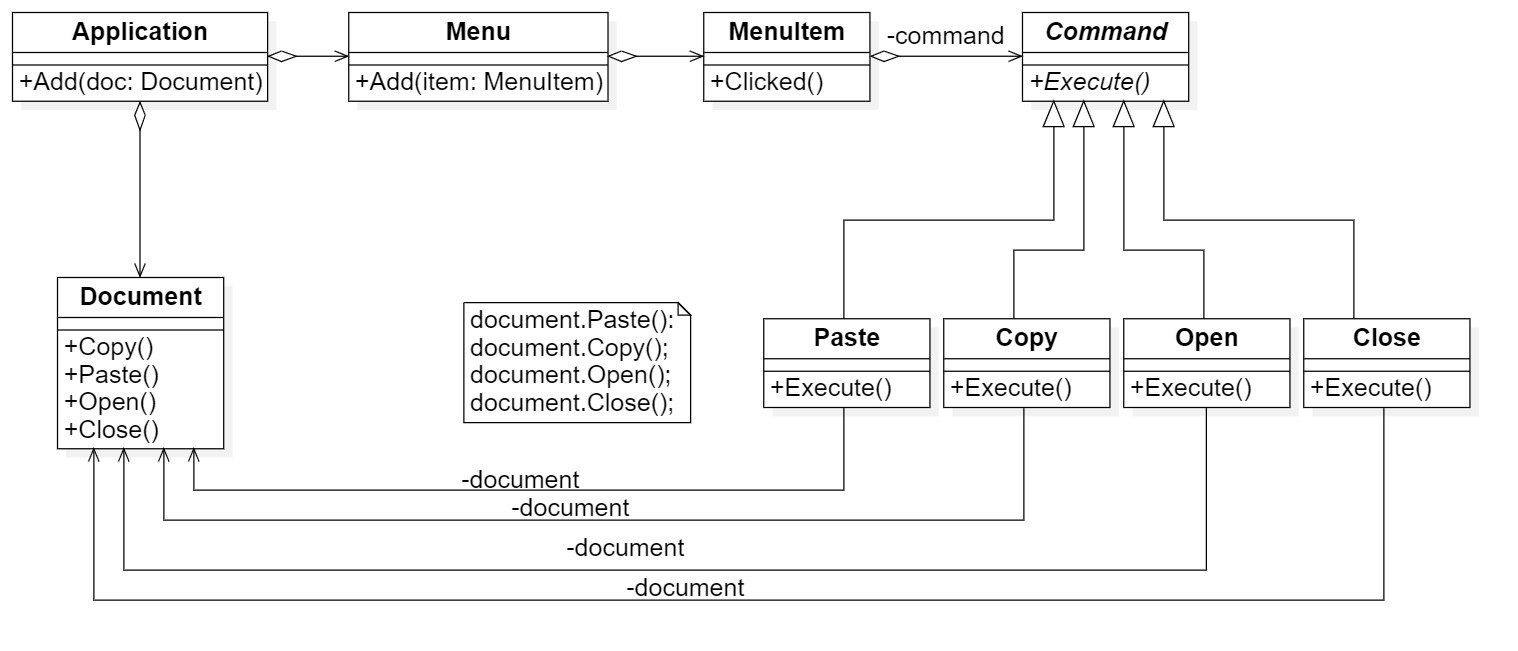 Application
+Add(doc: Document)
Menu
+Add(item: MenuItem)
MenuItem
+Clicked()
-command
Command
+Execute()
Document
+Copy()
+Paste()
+Open()
+Close()
document.Paste():
document.Copy();
document.Open();
document.Close();
Paste
+Execute()
Copy
+Execute()
Open
+Execute()
Close
+Execute()
-document
-document
-document
-document